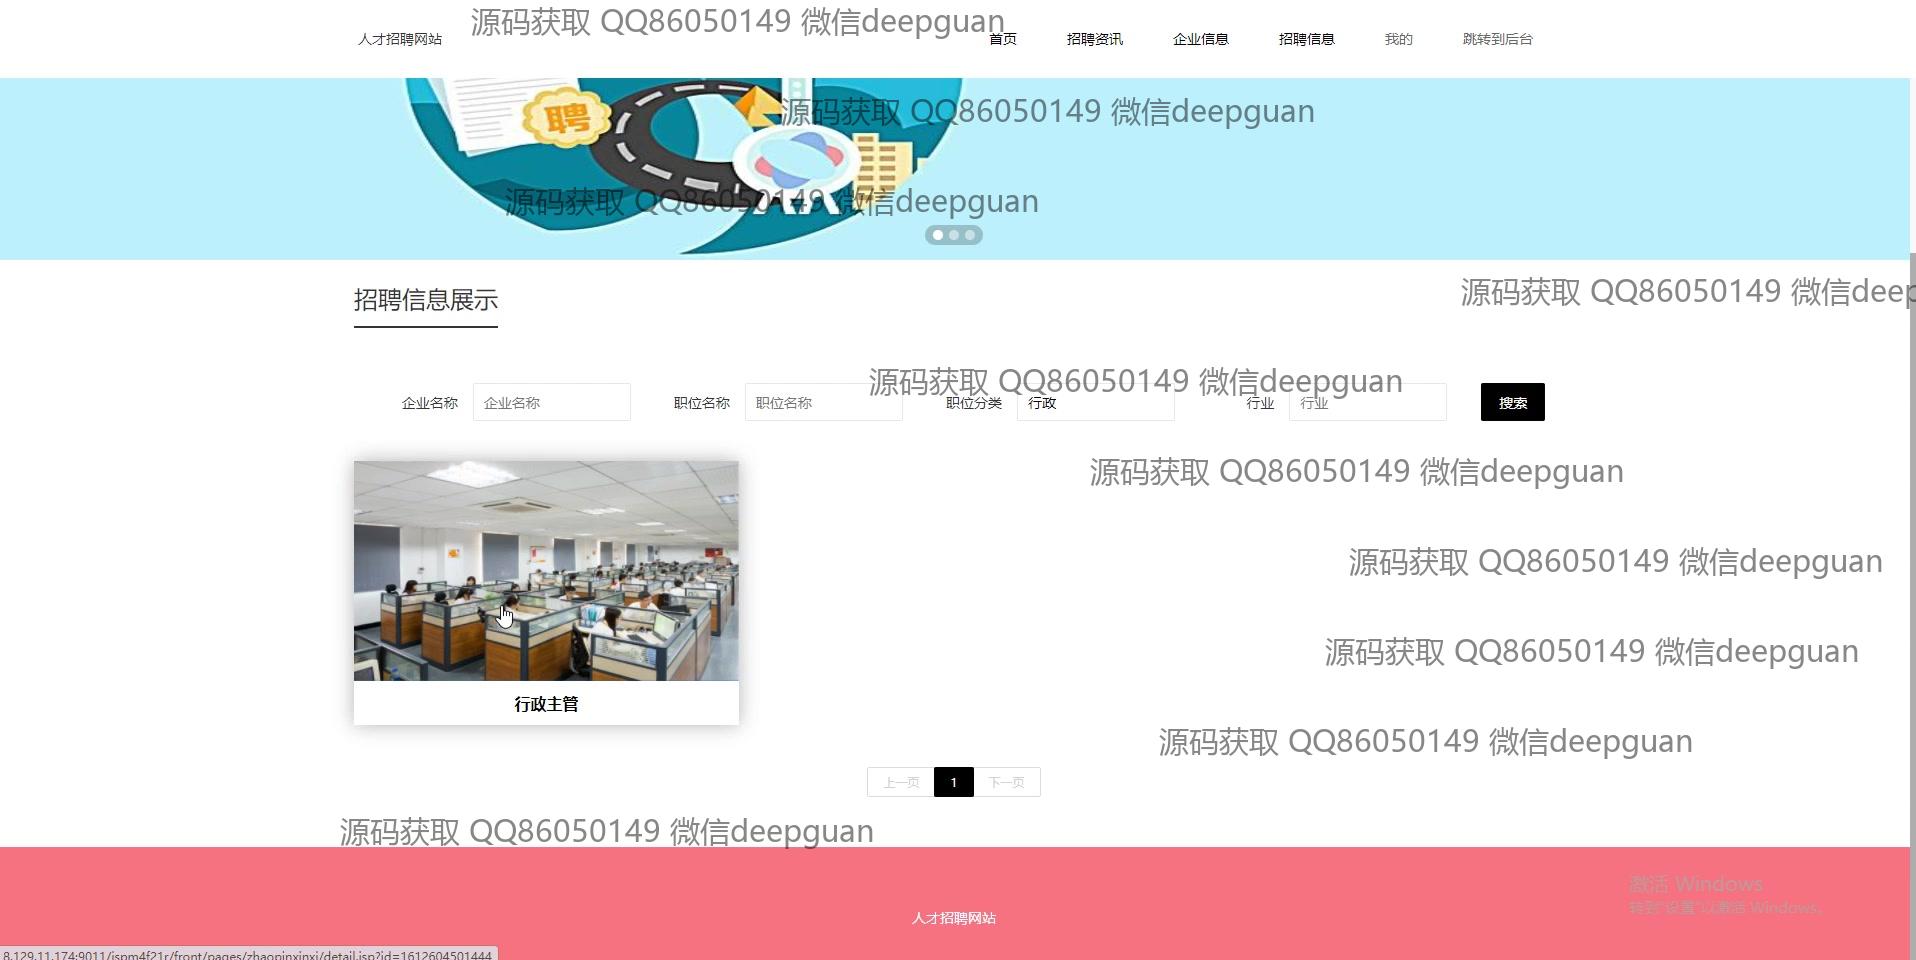 源码获取 QQ86050149 微信deepguan
人才招聘网站 首页 招聘资讯 企业信息 招聘信息 我的 跳转到后台
聘
源码获取 QQ86050149 微信deepguan
源码获取 QQ86050149 微信deepguan
招聘信息展示
源码获取 QQ86050149 微信deep
源码获取 QQ86050149 微信deepguan
企业名称 企业名称 职位名称 职位名称 职位分类 行政 行业 行业 搜索
源码获取 QQ86050149 微信deepguan
源码获取 QQ86050149 微信deepguan
源码获取 QQ86050149 微信deepguan
行政主管
源码获取 QQ86050149 微信deepguan
上一页 1 下一页
源码获取 QQ86050149 微信deepguan
激活 Windows
转到"设置"以激活 Windows。
人才招聘网站
8.129.11.174:9011/jspm4f21r/front/pages/zhaopinxinxi/detail.jsp?id=1612604501444